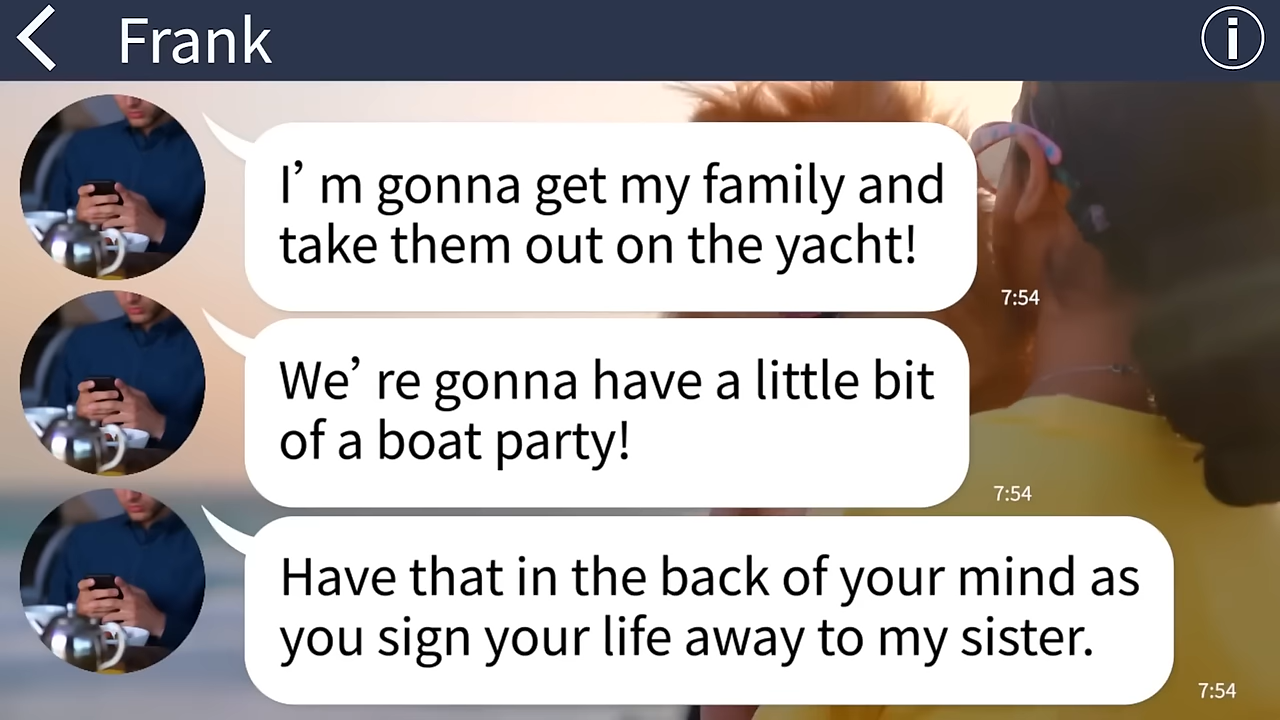 Frank
I’ m gonna get my family and
take them out on the yacht!
7:54
We’ re gonna have a little bit
of a boat party!
7:54
Have that in the back of your mind as
you sign your life away to my sister.
7:54